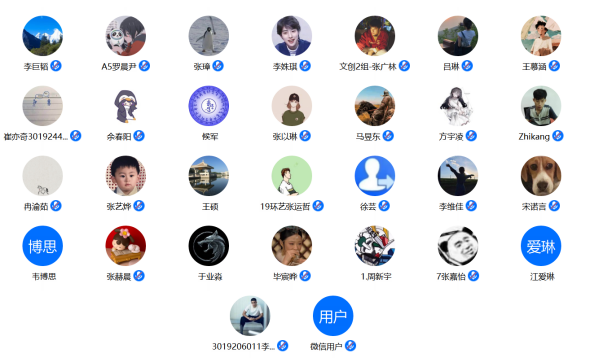 李巨韬
A5罗晨尹
张璋
李姝琪
文创2组-张广林
吕琳
王慕涵
崔亦奇3019244...
余春阳
候军
张以琳
马昱东
方宇凌
Zhikang
冉渝茹
张艺烨
王硕
19环艺张运哲
徐芸
李维佳
宋诺言
博思
爱琳
韦博思
张赫晨
于业淼
毕宸晔
1.周新宇
7张嘉怡
江爱琳
用户
3019206011李...
微信用户